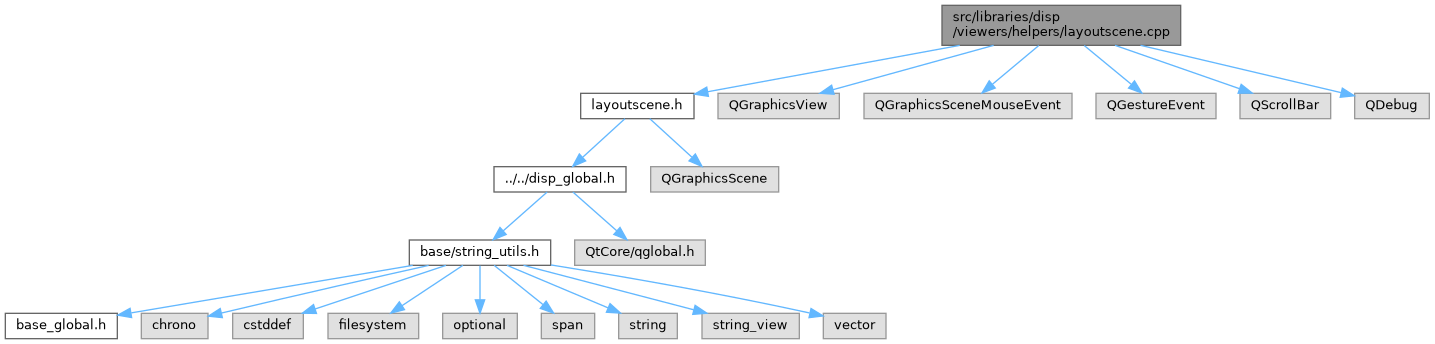 src/libraries/disp
/viewers/helpers/layoutscene.cpp
layoutscene.h
QGraphicsView
QGraphicsSceneMouseEvent
QGestureEvent
QScrollBar
QDebug
../../disp_global.h
QGraphicsScene
base/string_utils.h
QtCore/qglobal.h
base_global.h
chrono
cstddef
filesystem
optional
span
string
string_view
vector